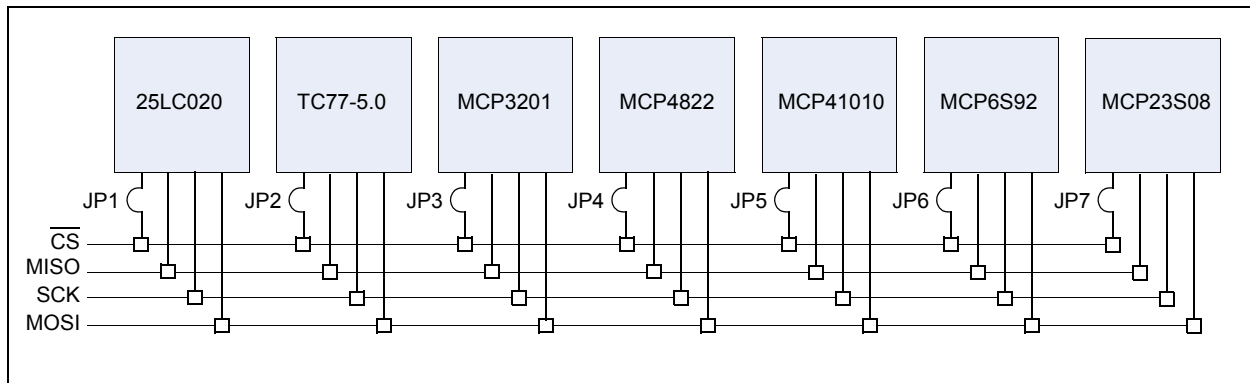 25LC020 TC77-5.0 MCP3201 MCP4822 MCP41010 MCP6S92 MCP23S08
JP1 JP2 JP3 JP4 JP5 JP6 JP7
CS
MISO
SCK
MOSI